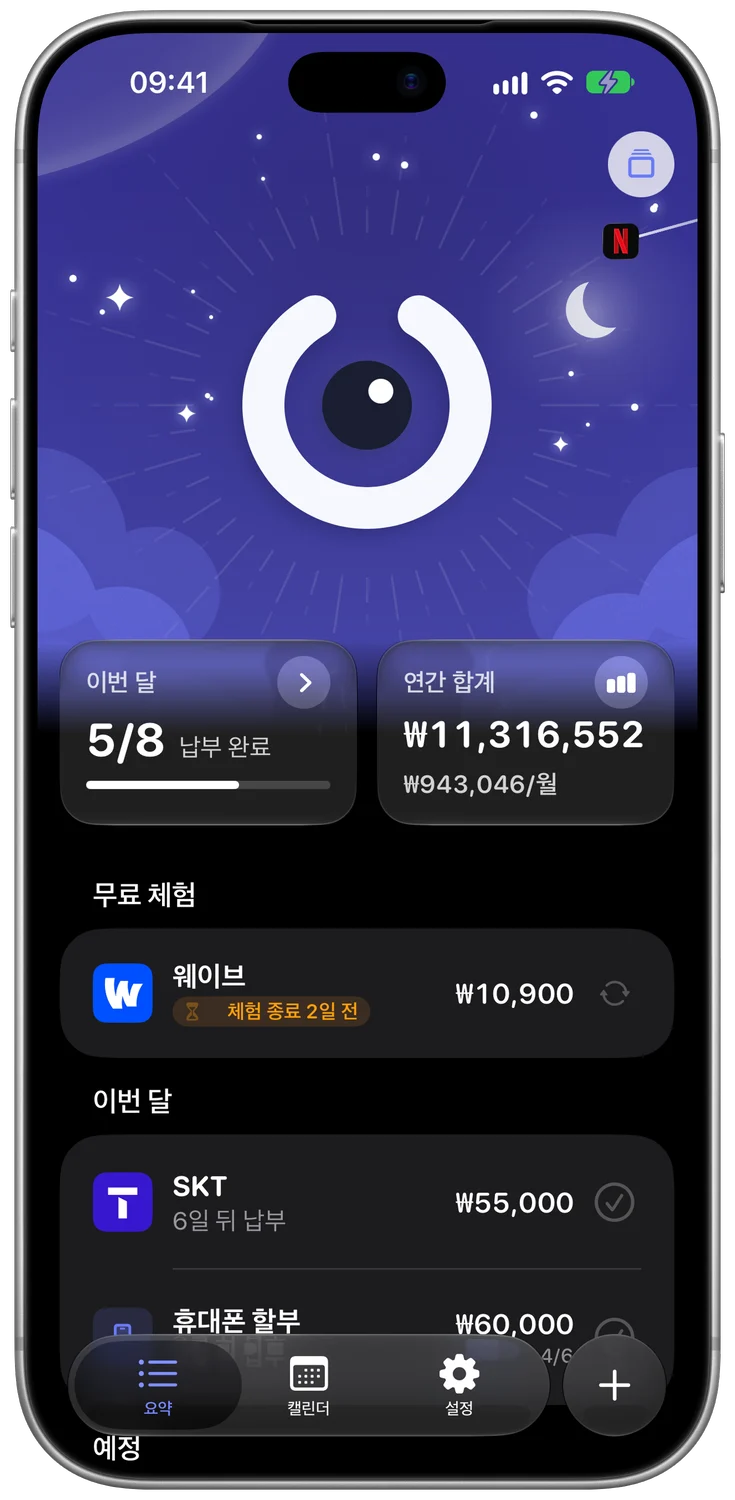 09:41
N
이번 달
5/8 납부 완료
연간 합계
₩11,316,552
₩943,046/월
무료 체험
W
웨이브
체험 종료 2일 전
₩10,900
이번 달
T
SKT
6일 뒤 납부
₩55,000
휴대폰 할부
₩60,000
4/6
요약
캘린더
설정
예정